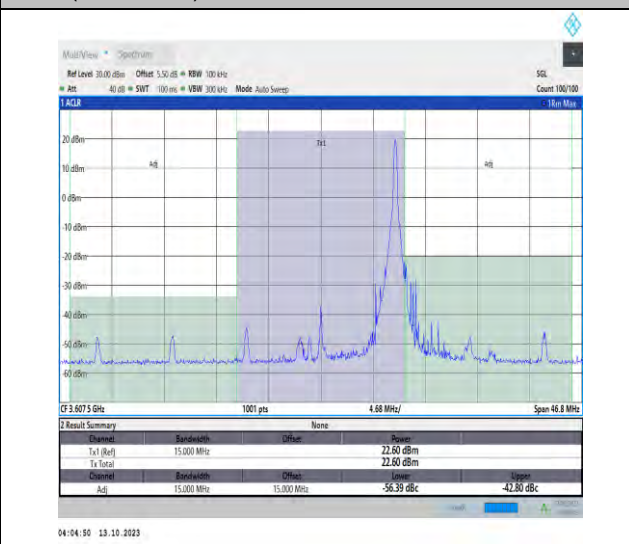 MultiView Spectrum
Ref Level 30.00 dBm Offset 5.50 dB RBW 100 kHz SGL
Att 40 dB SWT 100 ms VBW 300 kHz Mode Auto Sweep Count 100/100
1 ACLR 1Rm Max
20 dBm
Tx1
Adj Adj
10 dBm
0 dBm
-10 dBm
-20 dBm
-30 dBm
-40 dBm
-50 dBm
-60 dBm
CF 3.6075 GHz 1001 pts 4.68 MHz/ Span 46.8 MHz
2 Result Summary None
Channel Bandwidth Offset Power
Tx1 (Ref) 15.000 MHz 22.60 dBm
Tx Total 22.60 dBm
Channel Bandwidth Offset Lower Upper
Adj 15.000 MHz 15.000 MHz -56.39 dBc -42.80 dBc
04:04:50 13.10.2023